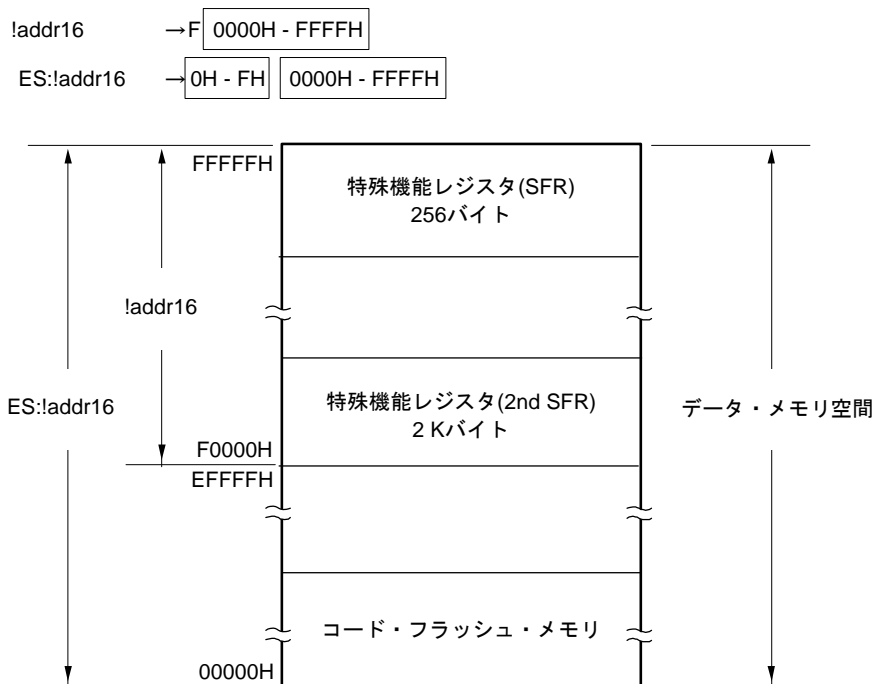 !addr16 →F 0000H - FFFFH
ES:!addr16 →0H - FH 0000H - FFFFH
FFFFFH
特殊機能レジスタ(SFR)
256バイト
!addr16
ES:!addr16
特殊機能レジスタ(2nd SFR)
2 Kバイト
データ・メモリ空間
F0000H
EFFFFH
コード・フラッシュ・メモリ
00000H